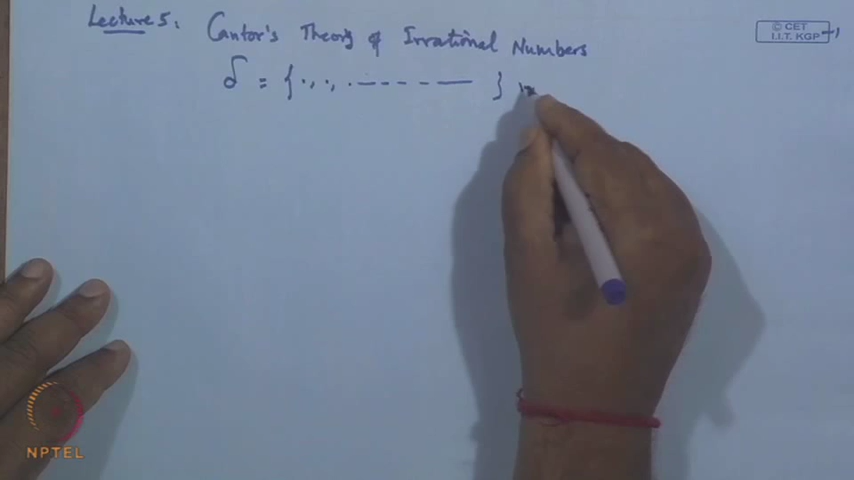 Lecture 5: Cantor's Theory of Irrational Numbers
© CET
I.I.T. KGP
δ = {., ., . ------- }
NPTEL